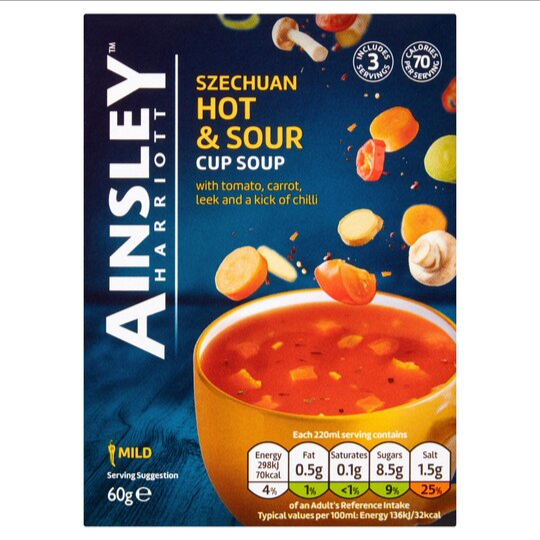 AINSLEY™
HARRIOTT
SZECHUAN
HOT
& SOUR
CUP SOUP
with tomato, carrot,
leek and a kick of chilli
INCLUDES
3
SERVINGS
CALORIES
70
PER SERVING
MILD
Serving Suggestion
60g ℮
Each 220ml serving contains
Energy Fat Saturates Sugars Salt
298kJ
70kcal 0.5g 0.1g 8.5g 1.5g
4% 1% <1% 9% 25%
of an Adult's Reference Intake
Typical values per 100ml: Energy 136kJ/32kcal